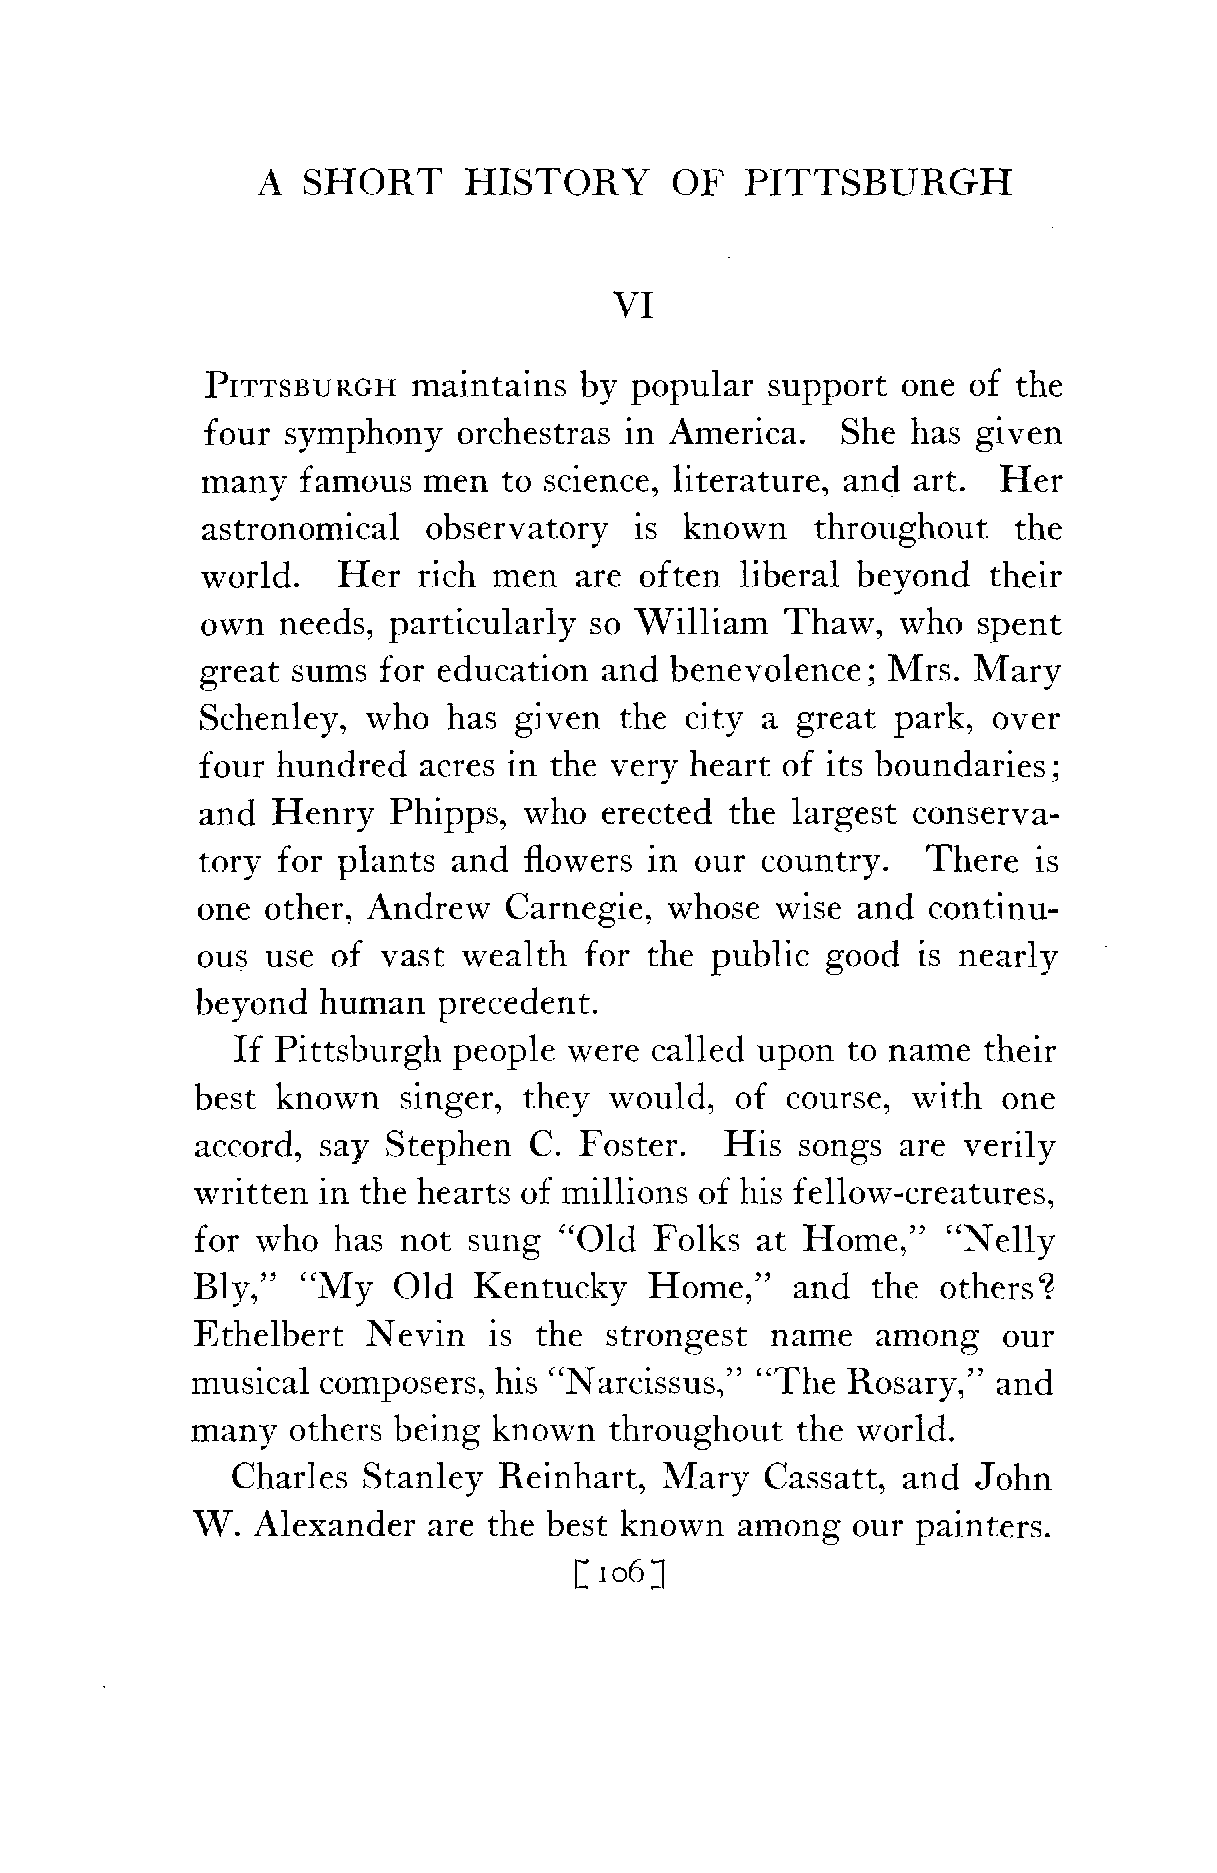 A SHORT HISTORY OF PITTSBURGH
VI
PITTSBURGH maintains by popular support one of the
four symphony orchestras in America. She has given
many famous men to science, literature, and art. Her
astronomical observatory is known throughout the
world. Her rich men are often liberal beyond their
own needs, particularly so William Thaw, who spent
great sums for education and benevolence; Mrs. Mary
Schenley, who has given the city a great park, over
four hundred acres in the very heart of its boundaries;
and Henry Phipps, who erected the largest conserva-
tory for plants and flowers in our country. There is
one other, Andrew Carnegie, whose wise and continu-
ous use of vast wealth for the public good is nearly
beyond human precedent.
If Pittsburgh people were called upon to name their
best known singer, they would, of course, with one
accord, say Stephen C. Foster. His songs are verily
written in the hearts of millions of his fellow-creatures,
for who has not sung “Old Folks at Home,” “Nelly
Bly,” “My Old Kentucky Home,” and the others?
Ethelbert Nevin is the strongest name among our
musical composers, his “Narcissus,” “The Rosary,” and
many others being known throughout the world.
Charles Stanley Reinhart, Mary Cassatt, and John
W. Alexander are the best known among our painters.
[106]